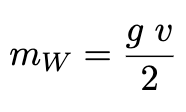 m_W = \frac{g v}{2}